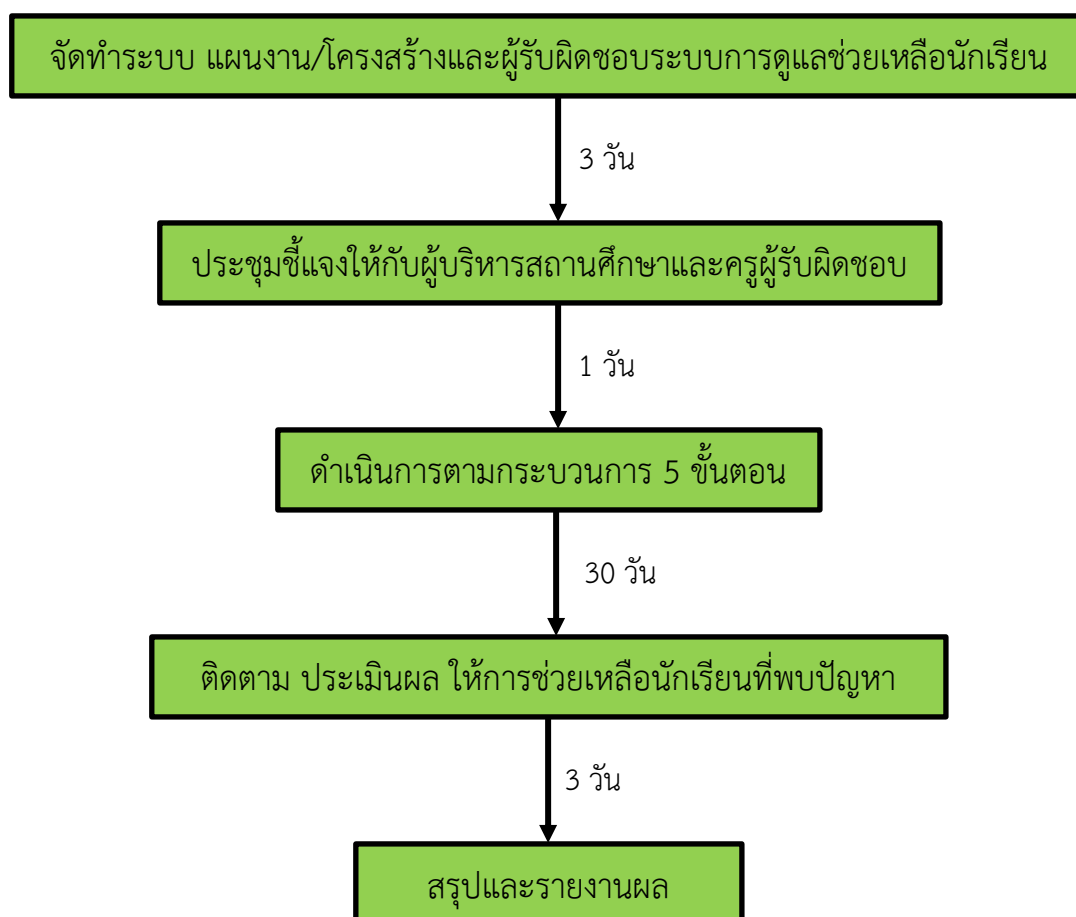 จัดทำระบบ แผนงาน/โครงสร้างและผู้รับผิดชอบระบบการดูแลช่วยเหลือนักเรียน
3 วัน
ประชุมชี้แจงให้กับผู้บริหารสถานศึกษาและครูผู้รับผิดชอบ
1 วัน
ดำเนินการตามกระบวนการ 5 ขั้นตอน
30 วัน
ติดตาม ประเมินผล ให้การช่วยเหลือนักเรียนที่พบปัญหา
3 วัน
สรุปและรายงานผล